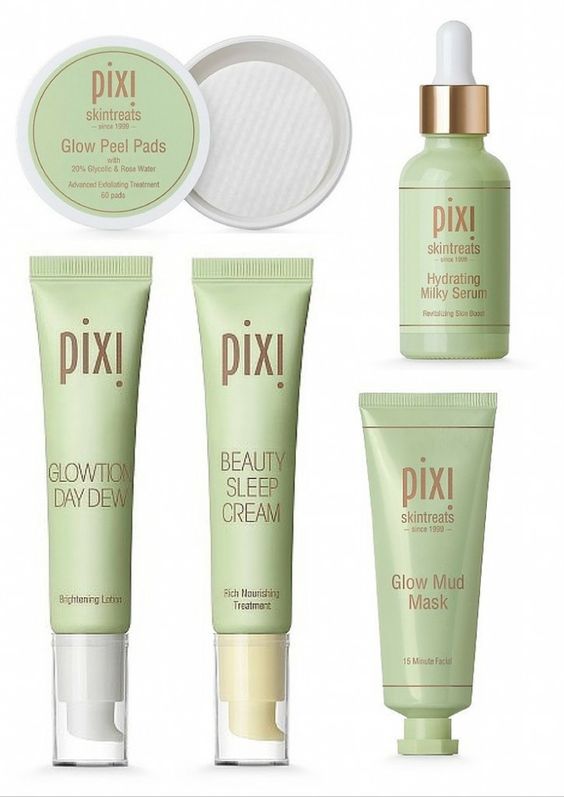 pixi
skintreats
– since 1999 –
Glow Peel Pads
with
20% Glycolic & Rose Water
Advanced Exfoliating Treatment
60 pads
pixi
skintreats
– since 1999 –
Hydrating
Milky Serum
Revitalizing Skin Boost
pixi
GLOWTION
DAY DEW
Brightening Lotion
pixi
BEAUTY
SLEEP
CREAM
Rich Nourishing
Treatment
pixi
skintreats
– since 1999 –
Glow Mud
Mask
15 Minute Facial